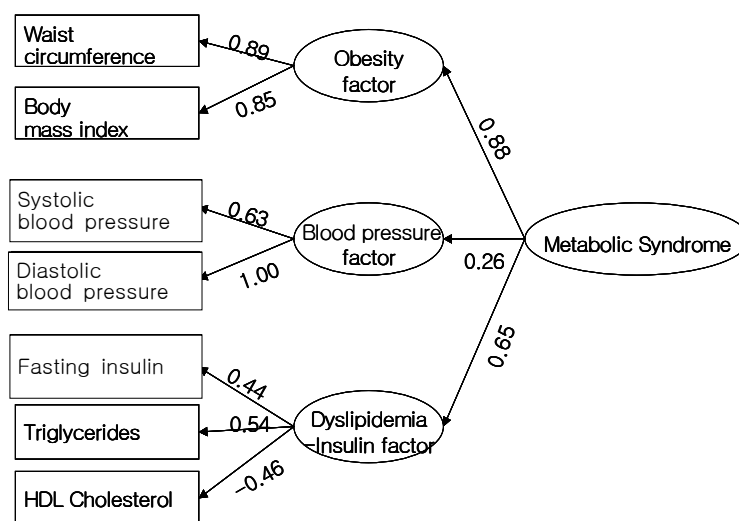 Waist
circumference
0.89
Obesity
factor
Body
mass index
0.85
0.88
Systolic
blood pressure
0.63
Blood pressure
factor
Metabolic Syndrome
0.26
Diastolic
blood pressure
1.00
0.65
Fasting insulin
0.44
Triglycerides
0.54
Dyslipidemia
-Insulin factor
HDL Cholesterol
-0.46